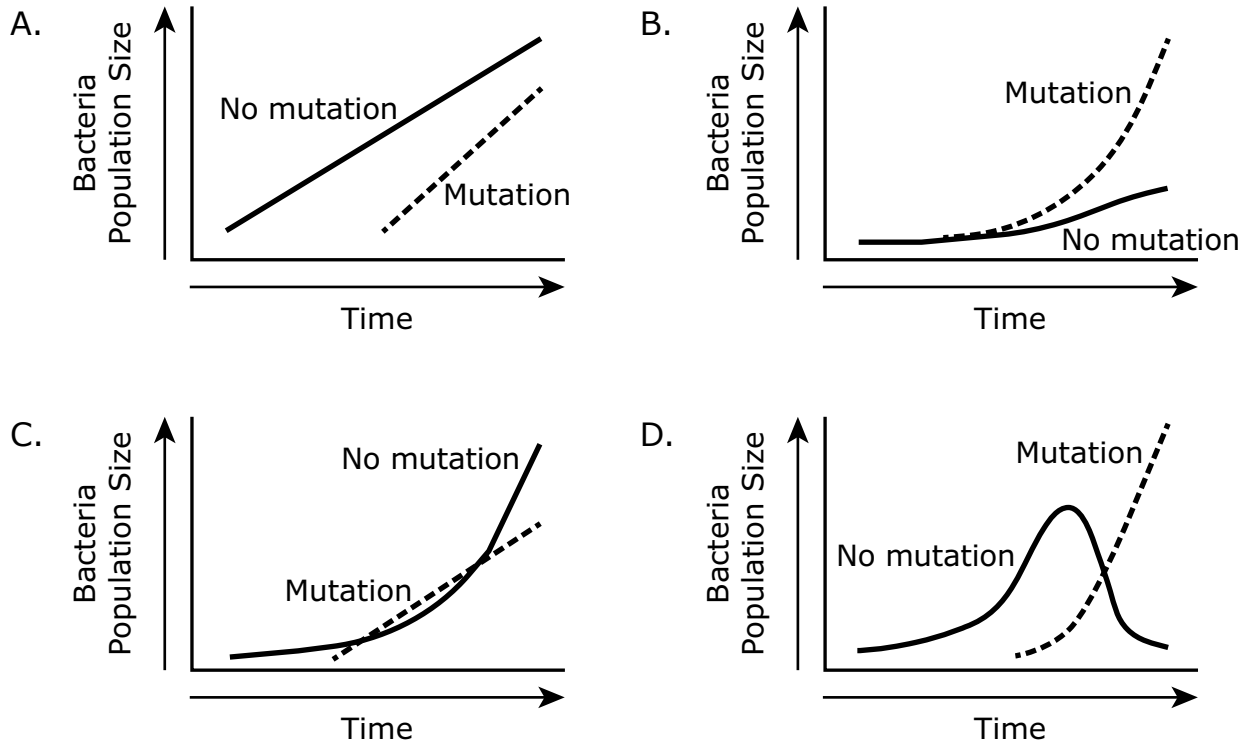 A.
Bacteria
Population Size
No mutation
Mutation
Time
B.
Bacteria
Population Size
Mutation
No mutation
Time
C.
Bacteria
Population Size
No mutation
Mutation
Time
D.
Bacteria
Population Size
Mutation
No mutation
Time